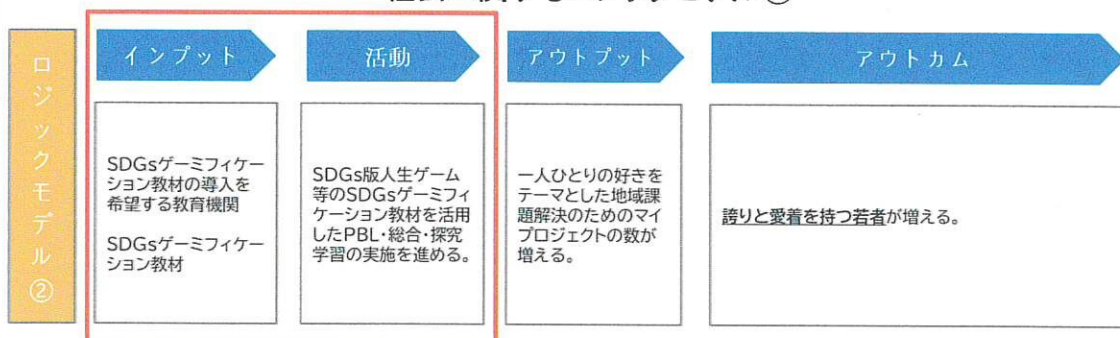 ロジックモデル②
インプット
活動
アウトプット
アウトカム
SDGsゲーミフィケー
ション教材の導入を
希望する教育機関
SDGsゲーミフィケー
ション教材
SDGs版人生ゲーム
等のSDGsゲーミフィ
ケーション教材を活用
したPBL・総合・探究
学習の実施を進める。
一人ひとりの好きを
テーマとした地域課
題解決のためのマイ
プロジェクトの数が
増える。
誇りと愛着を持つ若者が増える。